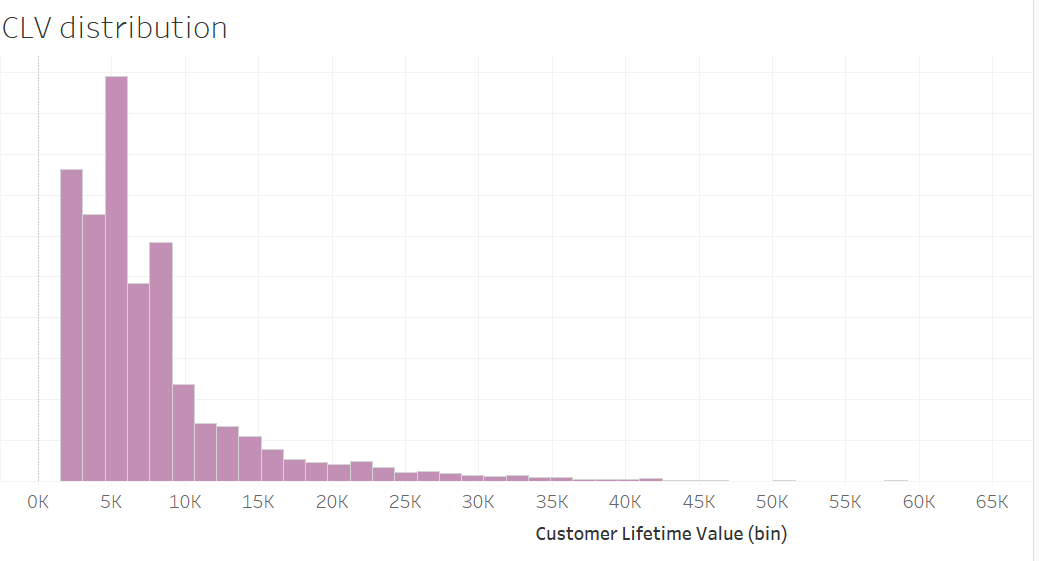 CLV distribution
0K 5K 10K 15K 20K 25K 30K 35K 40K 45K 50K 55K 60K 65K
Customer Lifetime Value (bin)